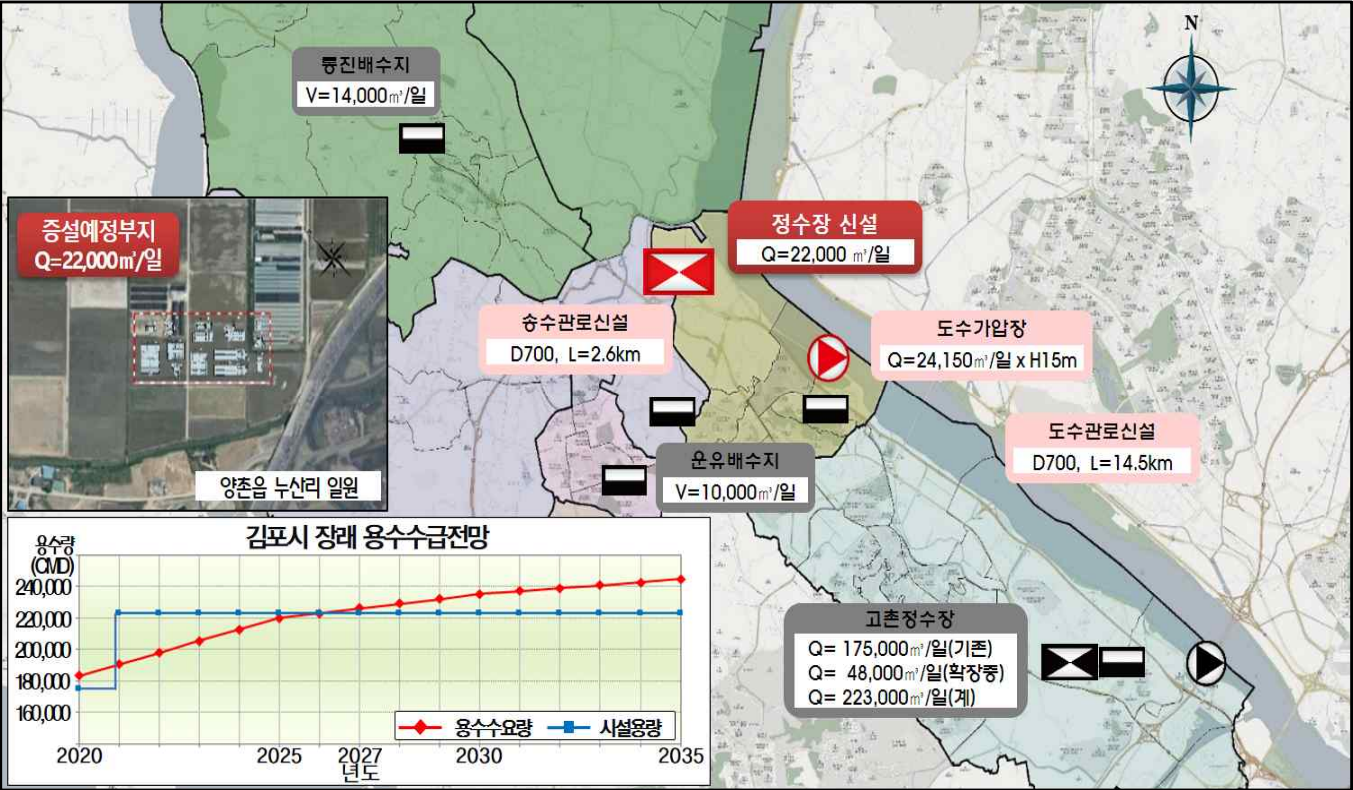 통진배수지
V=14,000㎥/일
N
증설예정부지
Q=22,000㎥/일
양촌읍 누산리 일원
정수장 신설
Q=22,000 ㎥/일
송수관로신설
D700, L=2.6km
도수가압장
Q=24,150㎥/일 x H15m
도수관로신설
D700, L=14.5km
운유배수지
V=10,000㎥/일
고촌정수장
Q= 175,000㎥/일(기존)
Q= 48,000㎥/일(확장중)
Q= 223,000㎥/일(계)
김포시 장래 용수수급전망
용수량
(CMD)
240,000
220,000
200,000
180,000
160,000
용수수요량
시설용량
2020
2025
2027
2030
2035
년도